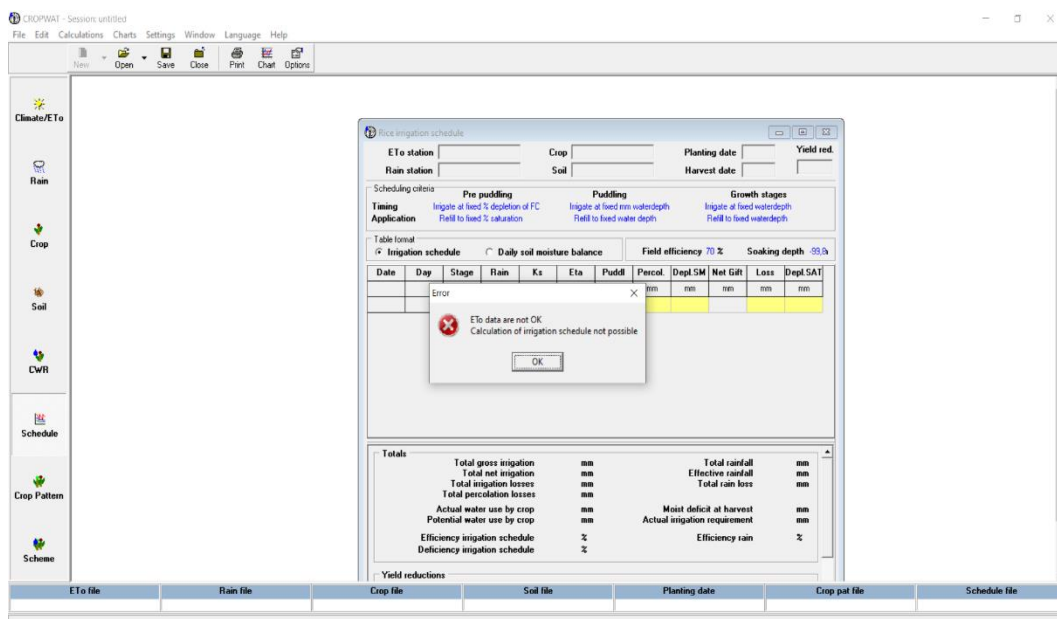 CROPWAT - Session: untitled
File Edit Calculations Charts Settings Window Language Help
New Open Save Close Print Chart Options
Climate/ETo
Rain
Crop
Soil
CWR
Schedule
Crop Pattern
Scheme
Rice irrigation schedule
ETo station Crop Planting date Yield red.
Rain station Soil Harvest date
Scheduling criteria Pre puddling Puddling Growth stages
Timing Irrigate at fixed % depletion of FC Irrigate at fixed mm waterdepth Irrigate at fixed waterdepth
Application Refill to fixed % saturation Refill to fixed water depth Refill to fixed waterdepth
Table format
Irrigation schedule Daily soil moisture balance Field efficiency 70 % Soaking depth
Date Day Stage Rain Ks Eta Puddl Percol. Depl.SM Net Gift Loss Depl.SAT
mm mm mm mm mm
Error
ETo data are not OK
Calculation of irrigation schedule not possible
OK
Totals
Total gross irrigation mm Total rainfall mm
Total net irrigation mm Effective rainfall mm
Total irrigation losses mm Total rain loss mm
Total percolation losses mm
Actual water use by crop mm Moist deficit at harvest mm
Potential water use by crop mm Actual irrigation requirement mm
Efficiency irrigation schedule % Efficiency rain %
Deficiency irrigation schedule %
Yield reductions
ETo file Rain file Crop file Soil file Planting date Crop pat file Schedule file